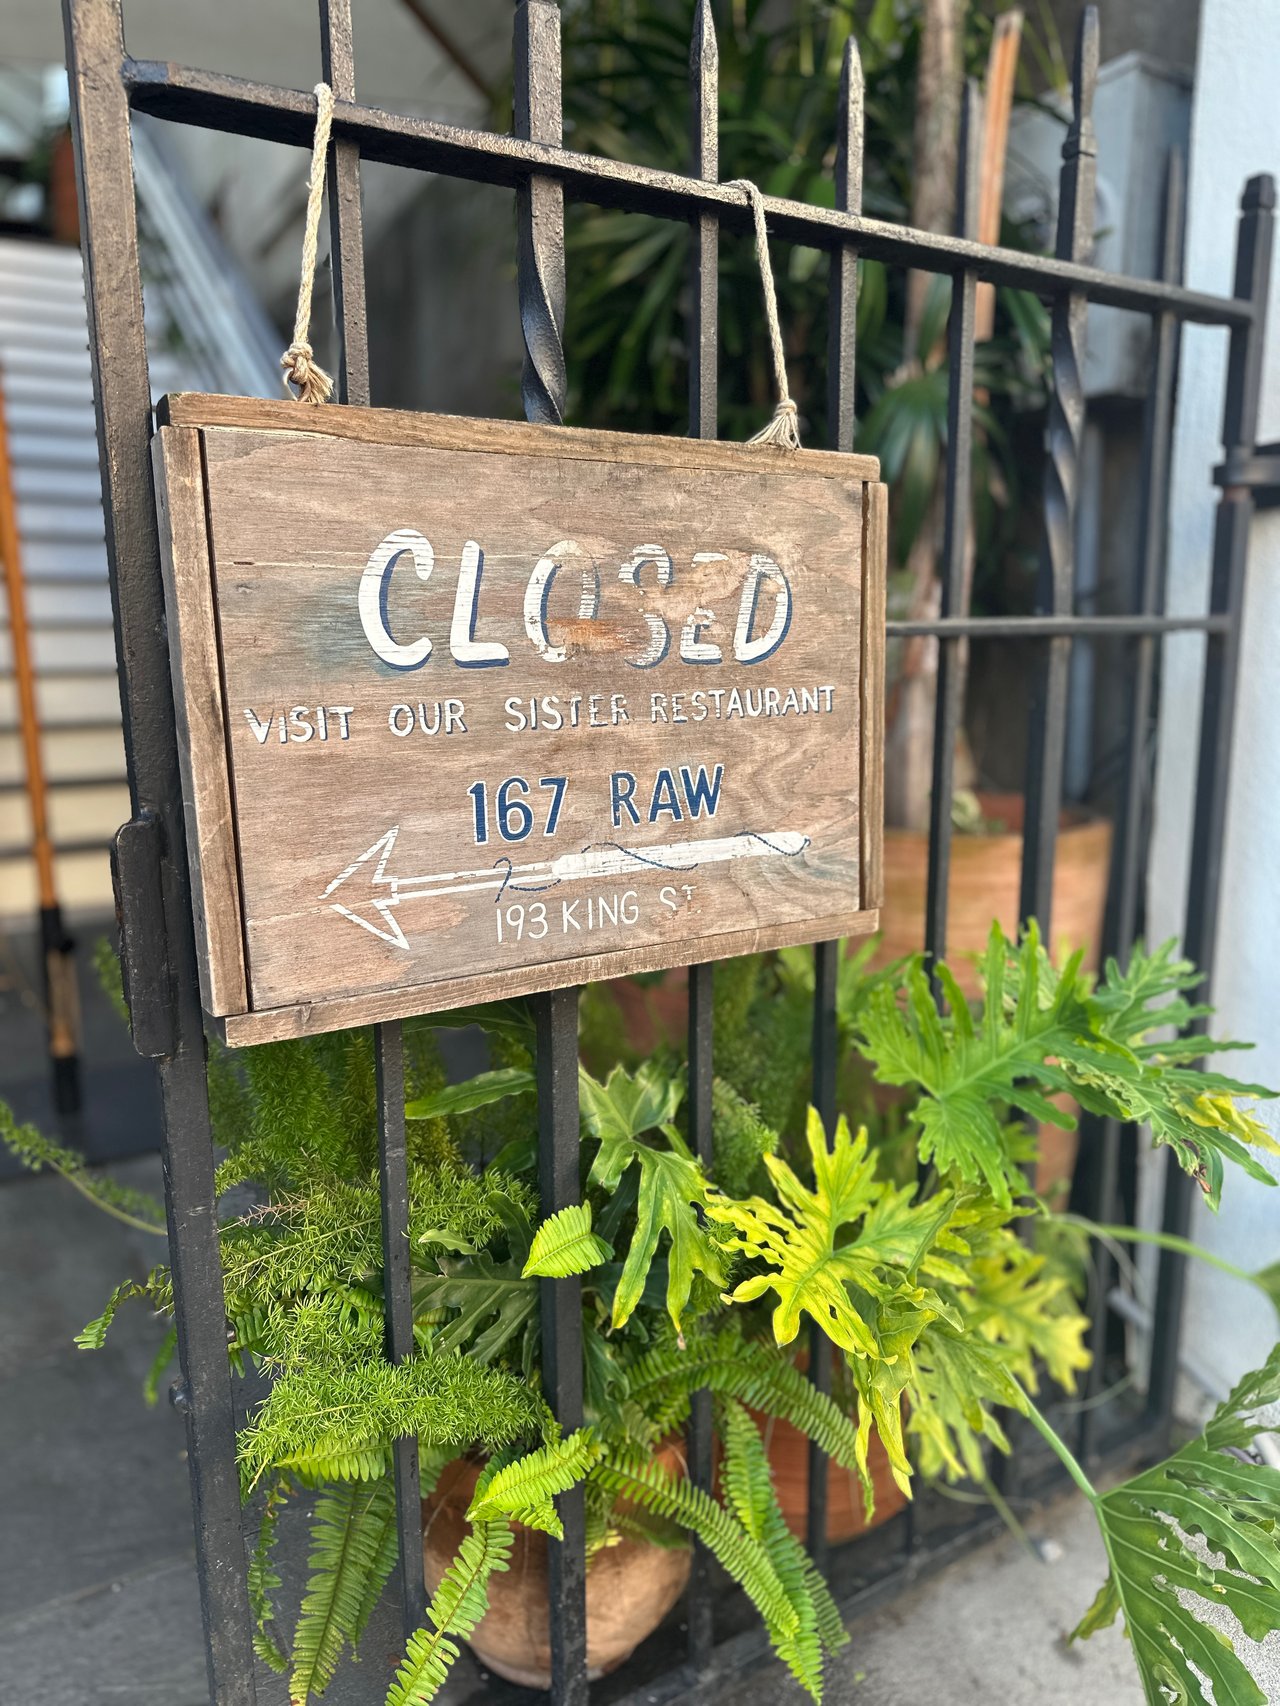 CLOSED
VISIT OUR SISTER RESTAURANT
167 RAW
193 KING ST.